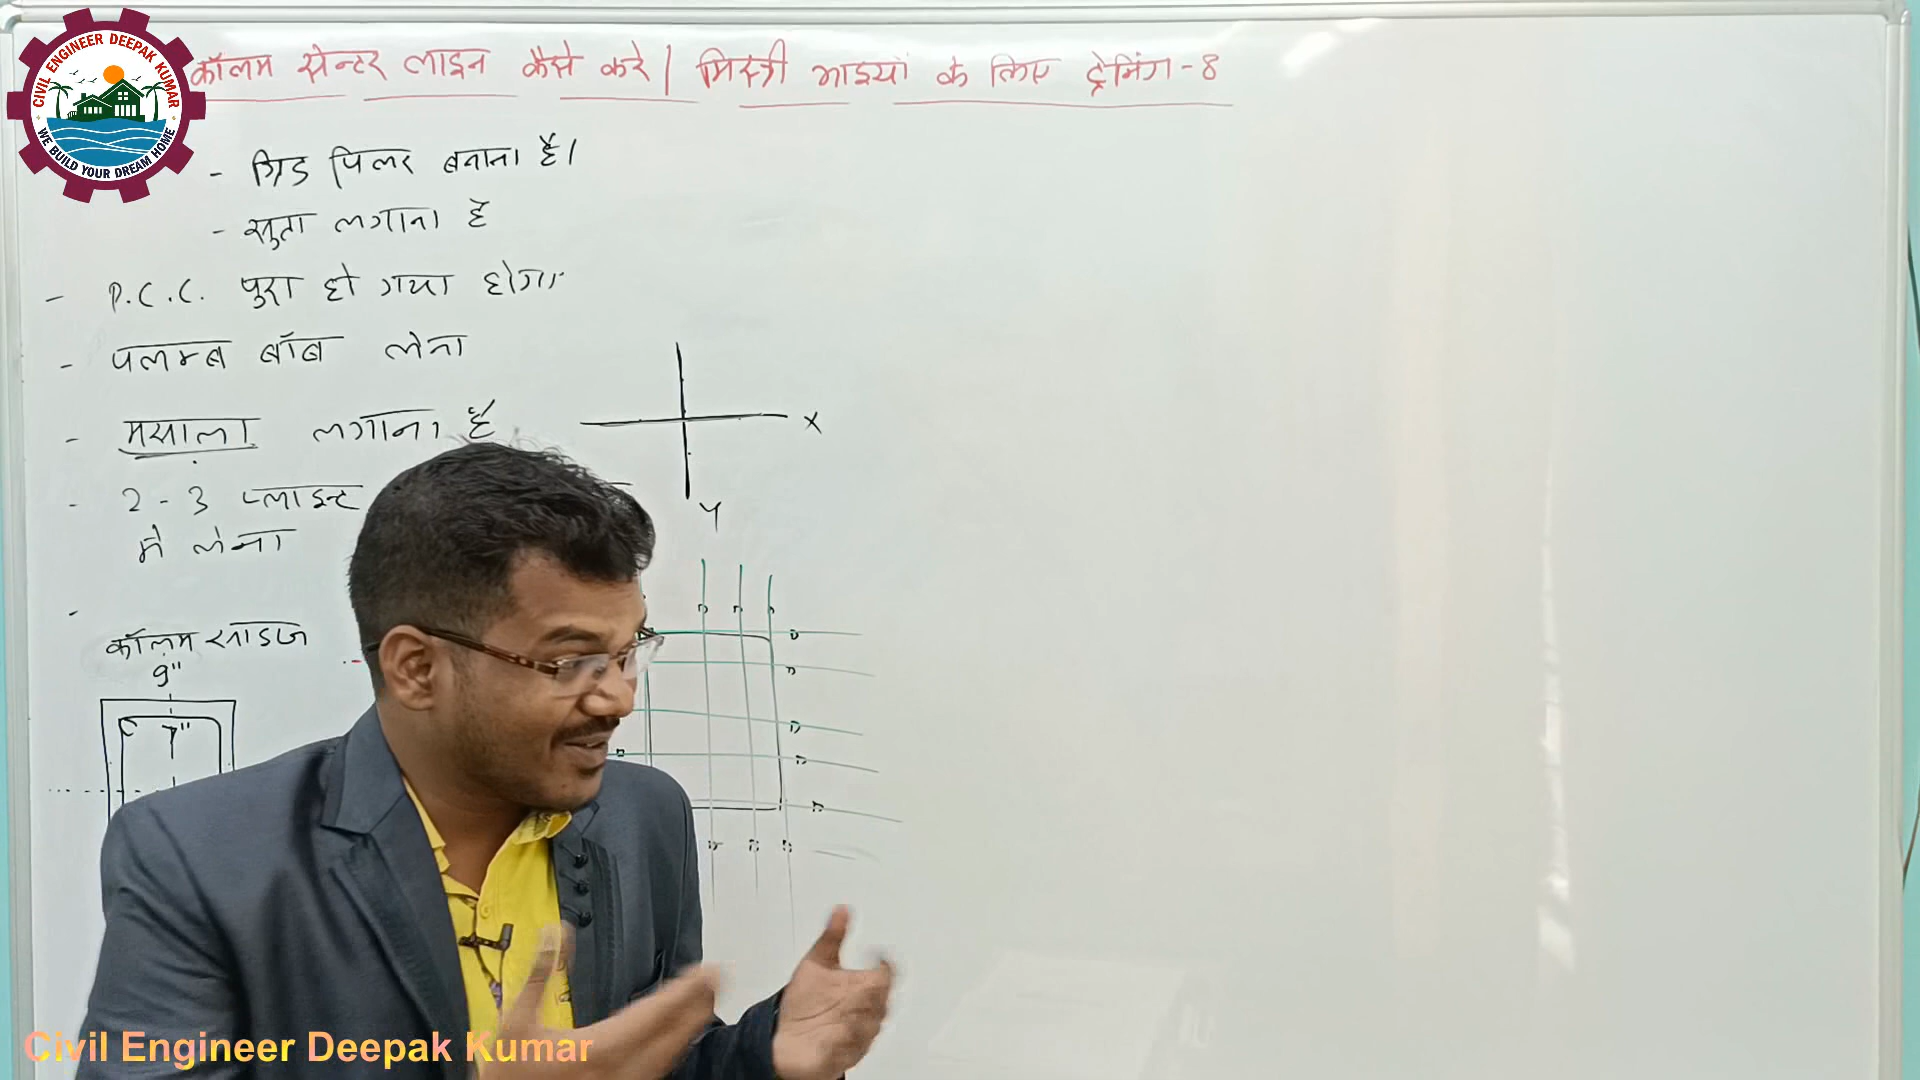 CIVIL ENGINEER DEEPAK KUMAR
WE BUILD YOUR DREAM HOME
कॉलम सेन्टर लाइन कैसे करे | मिस्त्री भाइयां के लिए ट्रेनिंग - 8
- ग्रिड पिलर बनाना है।
- सुता लगाना है
- P.C.C. पुरा हो गया होगा
- पलम्ब बॉब लेना
- मसाला लगाना है
- 2 - 3 प्वाइन्ट
मे लेना
-
कॉलम साइज
9"
7"
X
Y
Civil Engineer Deepak Kumar